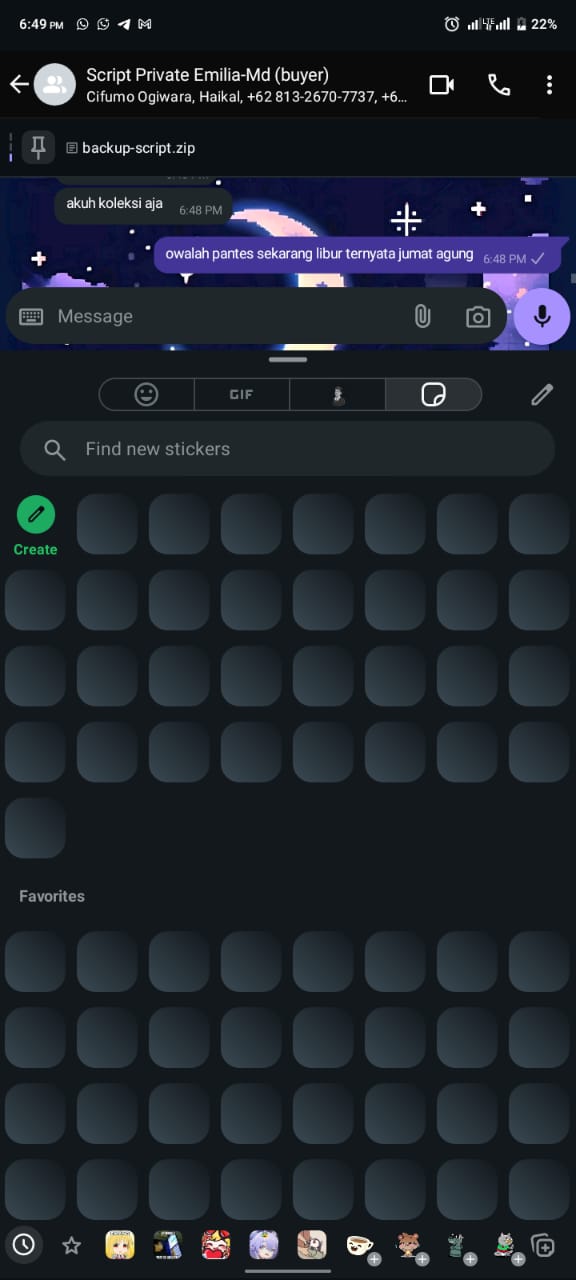 6:49 PM
LTE
22%
Script Private Emilia-Md (buyer)
Cifumo Ogiwara, Haikal, +62 813-2670-7737, +6...
backup-script.zip
akuh koleksi aja
6:48 PM
owalah pantes sekarang libur ternyata jumat agung
6:48 PM
Message
GIF
Find new stickers
Create
Favorites